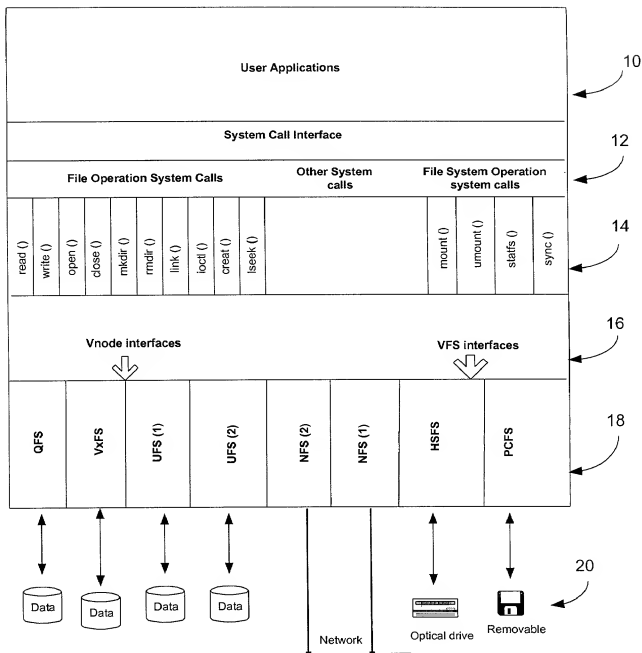 User Applications
10
System Call Interface
12
File Operation System Calls
Other System
calls
File System Operation
system calls
read ()
write ()
open ()
close ()
mkdir ()
rmdir ()
link ()
ioctl ()
creat ()
lseek ()
mount ()
umount ()
statfs ()
sync ()
14
16
Vnode interfaces
VFS interfaces
QFS
VxFS
UFS (1)
UFS (2)
NFS (2)
NFS (1)
HSFS
PCFS
18
20
Data
Data
Data
Data
Network
Optical drive
Removable